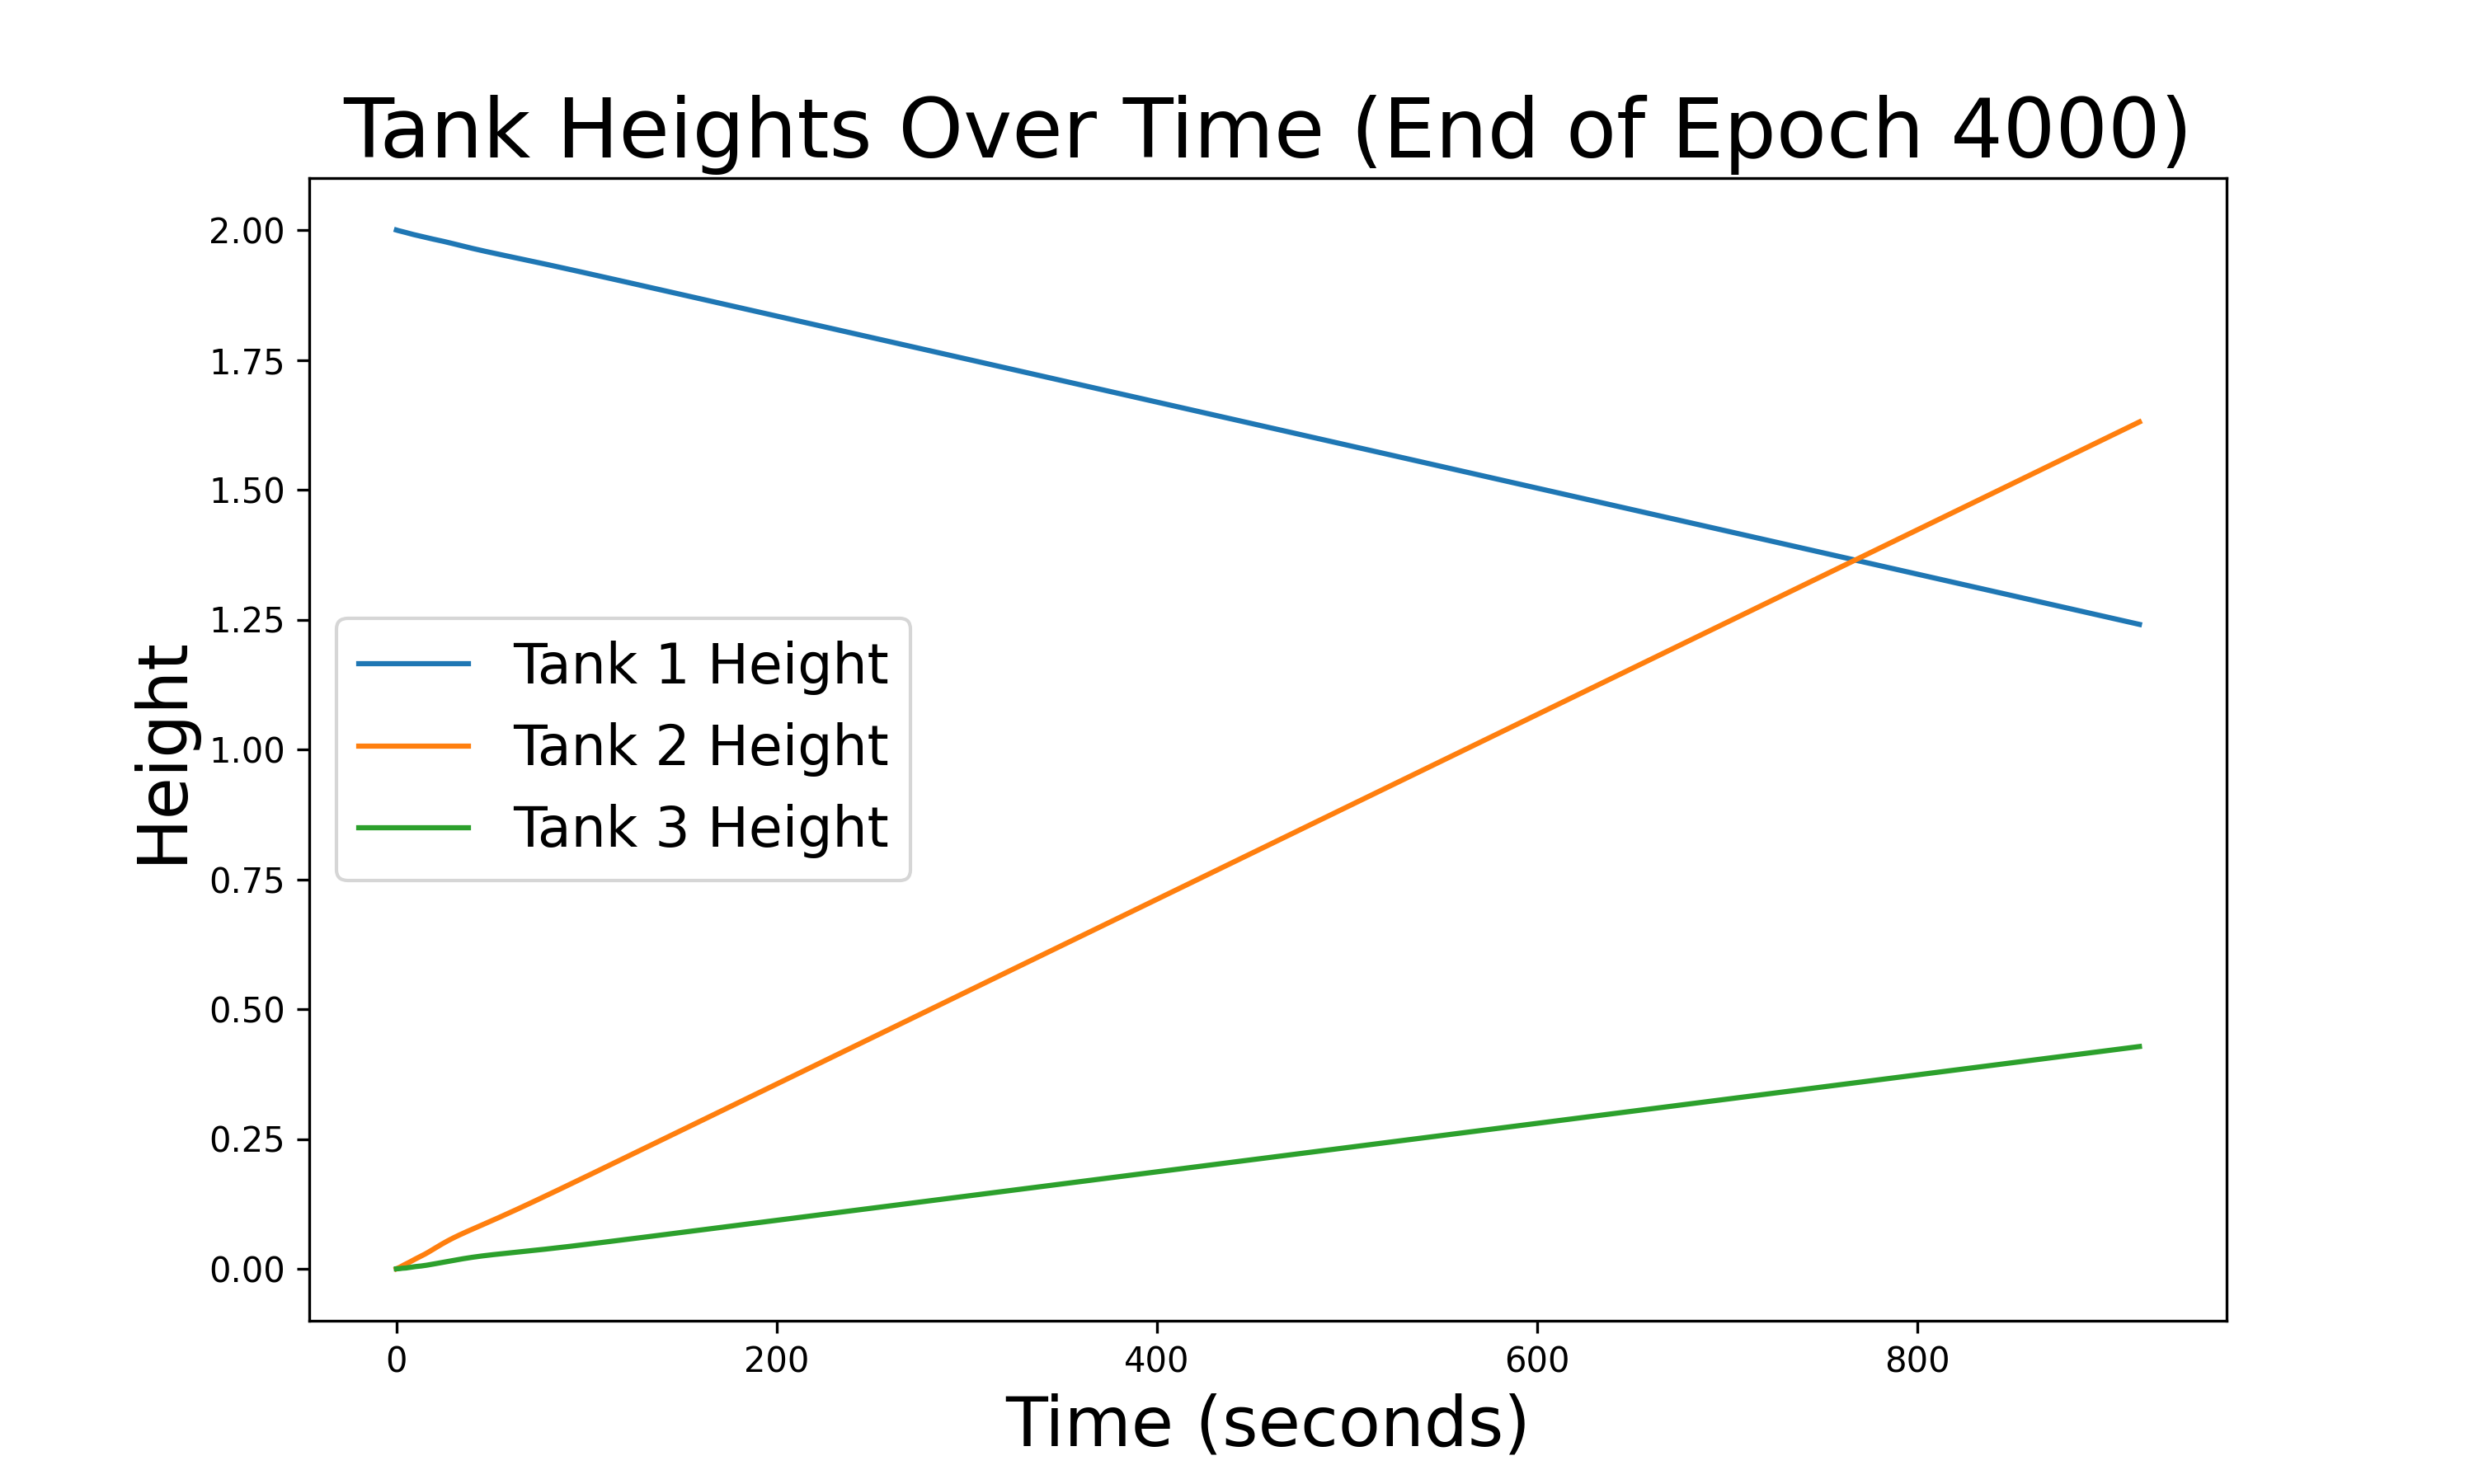 Tank Heights Over Time (End of Epoch 4000)
2.00
1.75
1.50
1.25
1.00
0.75
0.50
0.25
0.00
Height
Tank 1 Height
Tank 2 Height
Tank 3 Height
0 200 400 600 800
Time (seconds)